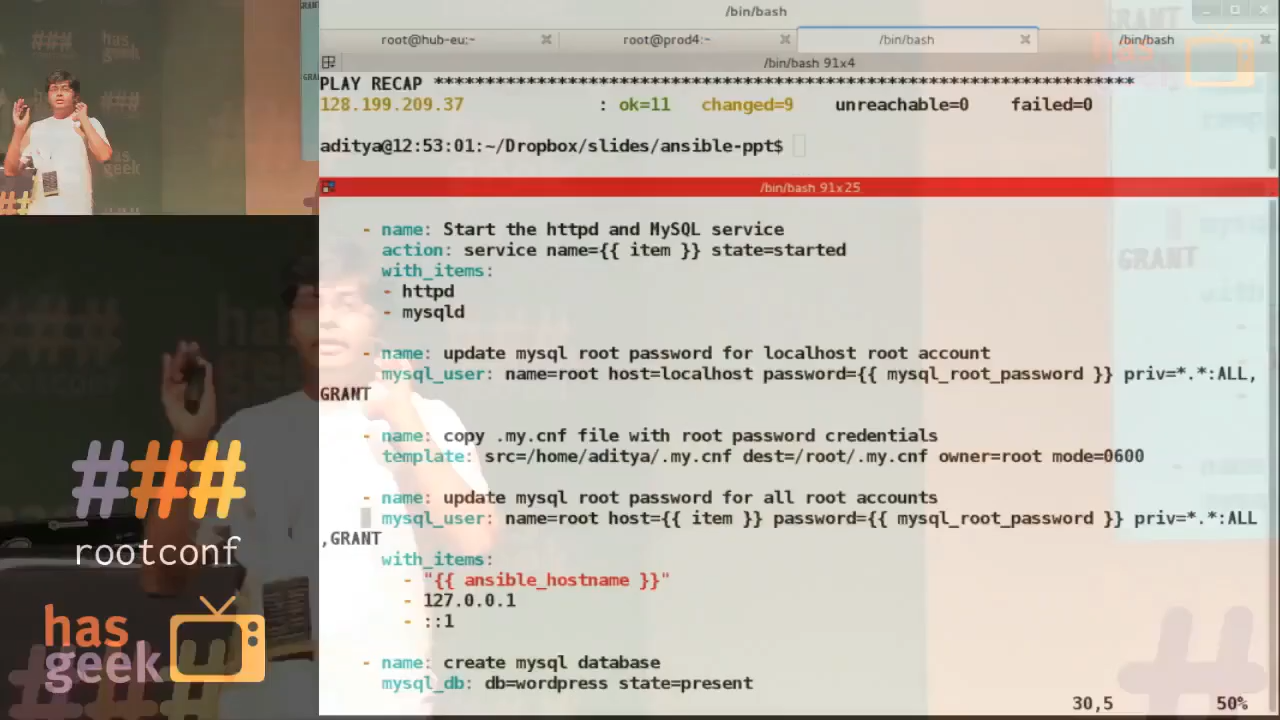 /bin/bash
root@hub-eu:~
root@prod4:~
/bin/bash
/bin/bash
/bin/bash 91x4
PLAY RECAP ********************************************************************
128.199.209.37 : ok=11 changed=9 unreachable=0 failed=0
aditya@12:53:01:~/Dropbox/slides/ansible-ppt$
/bin/bash 91x25
- name: Start the httpd and MySQL service
action: service name={{ item }} state=started
with_items:
- httpd
- mysqld
- name: update mysql root password for localhost root account
mysql_user: name=root host=localhost password={{ mysql_root_password }} priv=*.*:ALL,
GRANT
- name: copy .my.cnf file with root password credentials
template: src=/home/aditya/.my.cnf dest=/root/.my.cnf owner=root mode=0600
- name: update mysql root password for all root accounts
mysql_user: name=root host={{ item }} password={{ mysql_root_password }} priv=*.*:ALL
,GRANT
with_items:
- "{{ ansible_hostname }}"
- 127.0.0.1
- ::1
- name: create mysql database
mysql_db: db=wordpress state=present
30,5 50%
###
rootconf
has
geek
GRANT
GRANT
has
geek